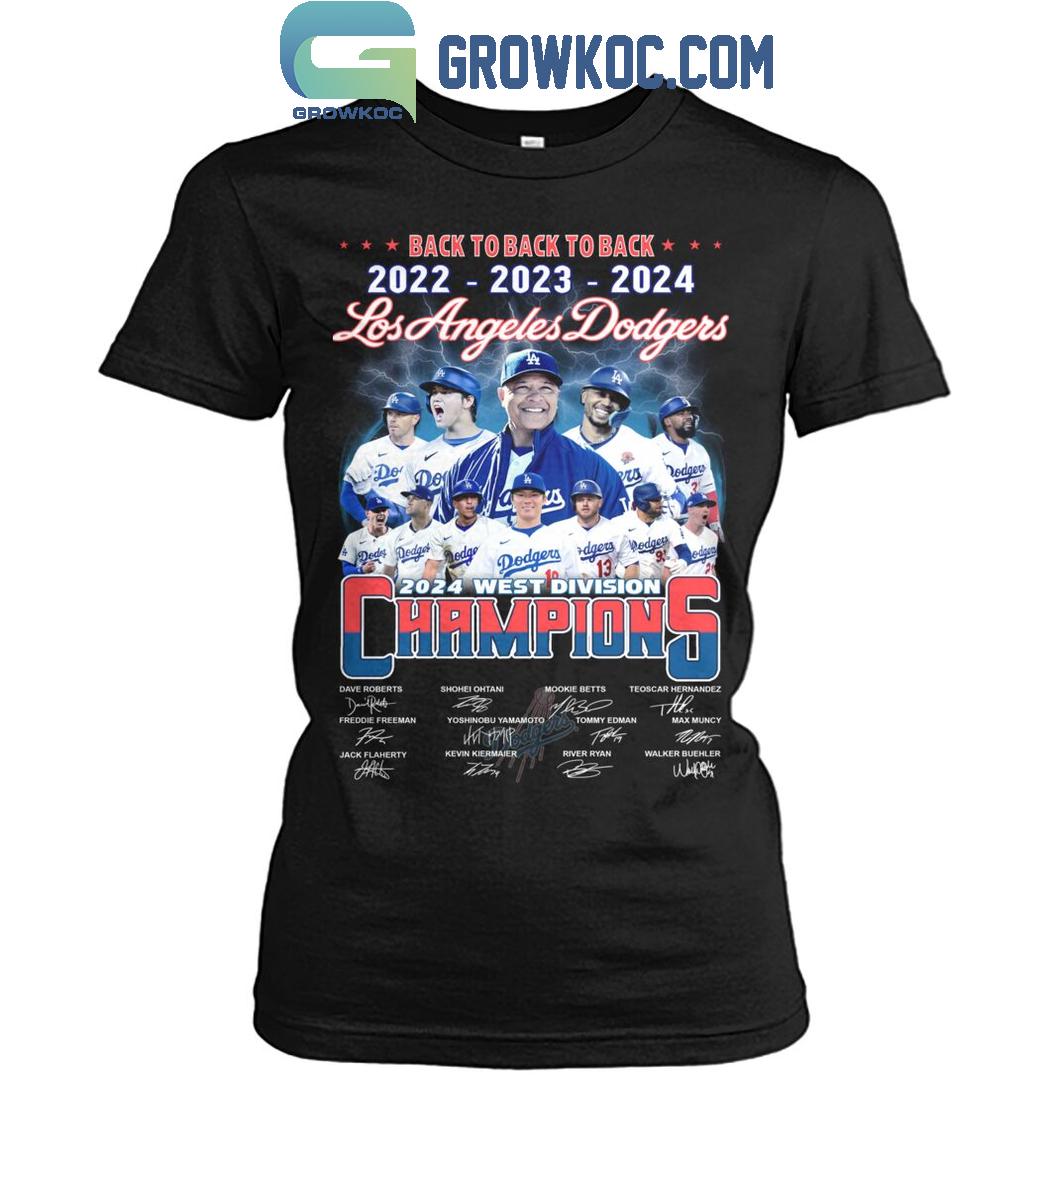 GROWKOC.COM
GROWKOC
BACK TO BACK TO BACK
2022 - 2023 - 2024
Los Angeles Dodgers
2024 WEST DIVISION
CHAMPIONS
DAVE ROBERTS SHOHEI OHTANI MOOKIE BETTS TEOSCAR HERNANDEZ
FREDDIE FREEMAN YOSHINOBU YAMAMOTO TOMMY EDMAN MAX MUNCY
JACK FLAHERTY KEVIN KIERMAIER RIVER RYAN WALKER BUEHLER
Dodgers